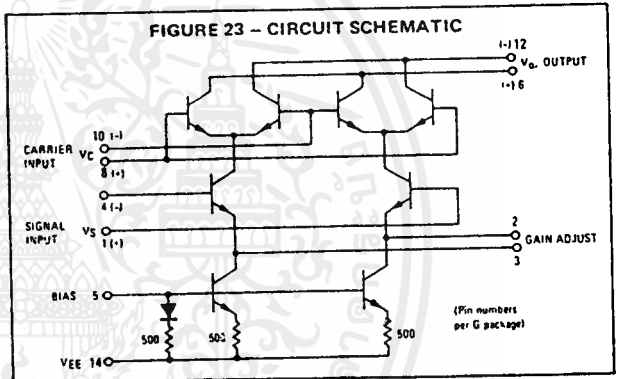 FIGURE 23 – CIRCUIT SCHEMATIC
(-) 12
Vo, OUTPUT
(+) 6
10 (-)
CARRIER INPUT VC
8 (+)
4 (-)
SIGNAL INPUT VS
1 (+)
2
GAIN ADJUST
3
BIAS 5
(Pin numbers
per G package)
500
500
500
VEE 14